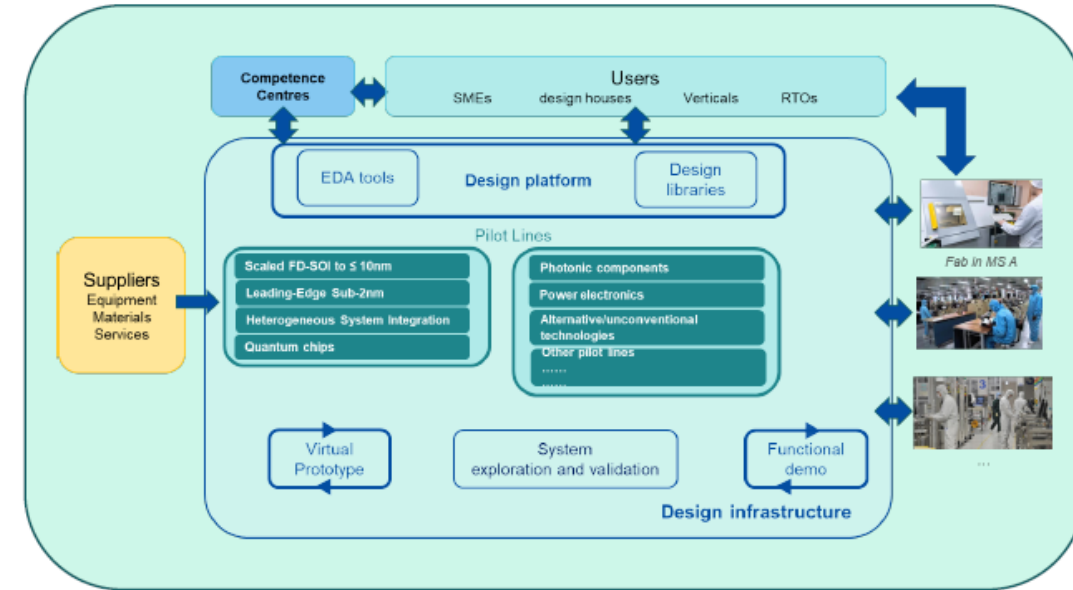 Competence
Centres
Users
SMEs design houses Verticals RTOs
EDA tools
Design platform
Design
libraries
Pilot Lines
Suppliers
Equipment
Materials
Services
Scaled FD-SOI to ≤ 10nm
Leading-Edge Sub-2nm
Heterogeneous System Integration
Quantum chips
Photonic components
Power electronics
Alternative/unconventional
technologies
Other pilot lines
......
......
Fab in MS A
...
Virtual
Prototype
System
exploration and validation
Functional
demo
Design infrastructure